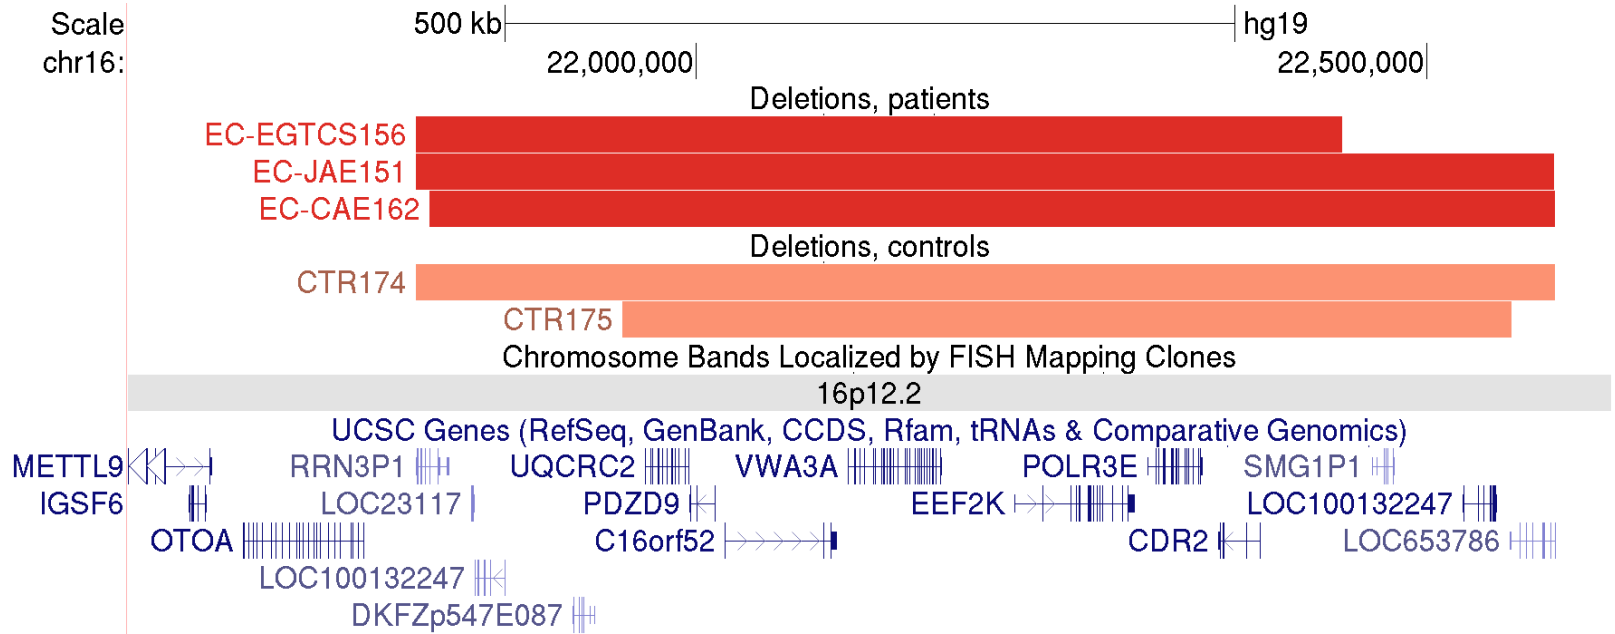 Scale 500 kb hg19
chr16: 22,000,000 22,500,000
Deletions, patients
EC-EGTCS156
EC-JAE151
EC-CAE162
Deletions, controls
CTR174
CTR175
Chromosome Bands Localized by FISH Mapping Clones
16p12.2
UCSC Genes (RefSeq, GenBank, CCDS, Rfam, tRNAs & Comparative Genomics)
METTL9 RRN3P1 UQCRC2 VWA3A POLR3E SMG1P1
IGSF6 LOC23117 PDZD9 EEF2K LOC100132247
OTOA C16orf52 CDR2 LOC653786
LOC100132247
DKFZp547E087